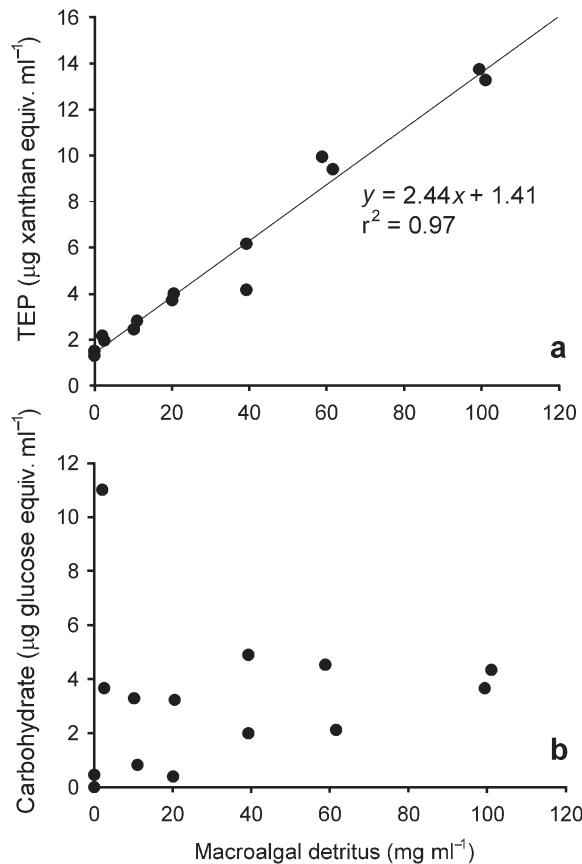 16
14
12
10
8
6
4
2
0
TEP (µg xanthan equiv. ml⁻¹)
y = 2.44x + 1.41
r² = 0.97
a
0 20 40 60 80 100 120
12
10
8
6
4
2
0
Carbohydrate (µg glucose equiv. ml⁻¹)
b
0 20 40 60 80 100 120
Macroalgal detritus (mg ml⁻¹)